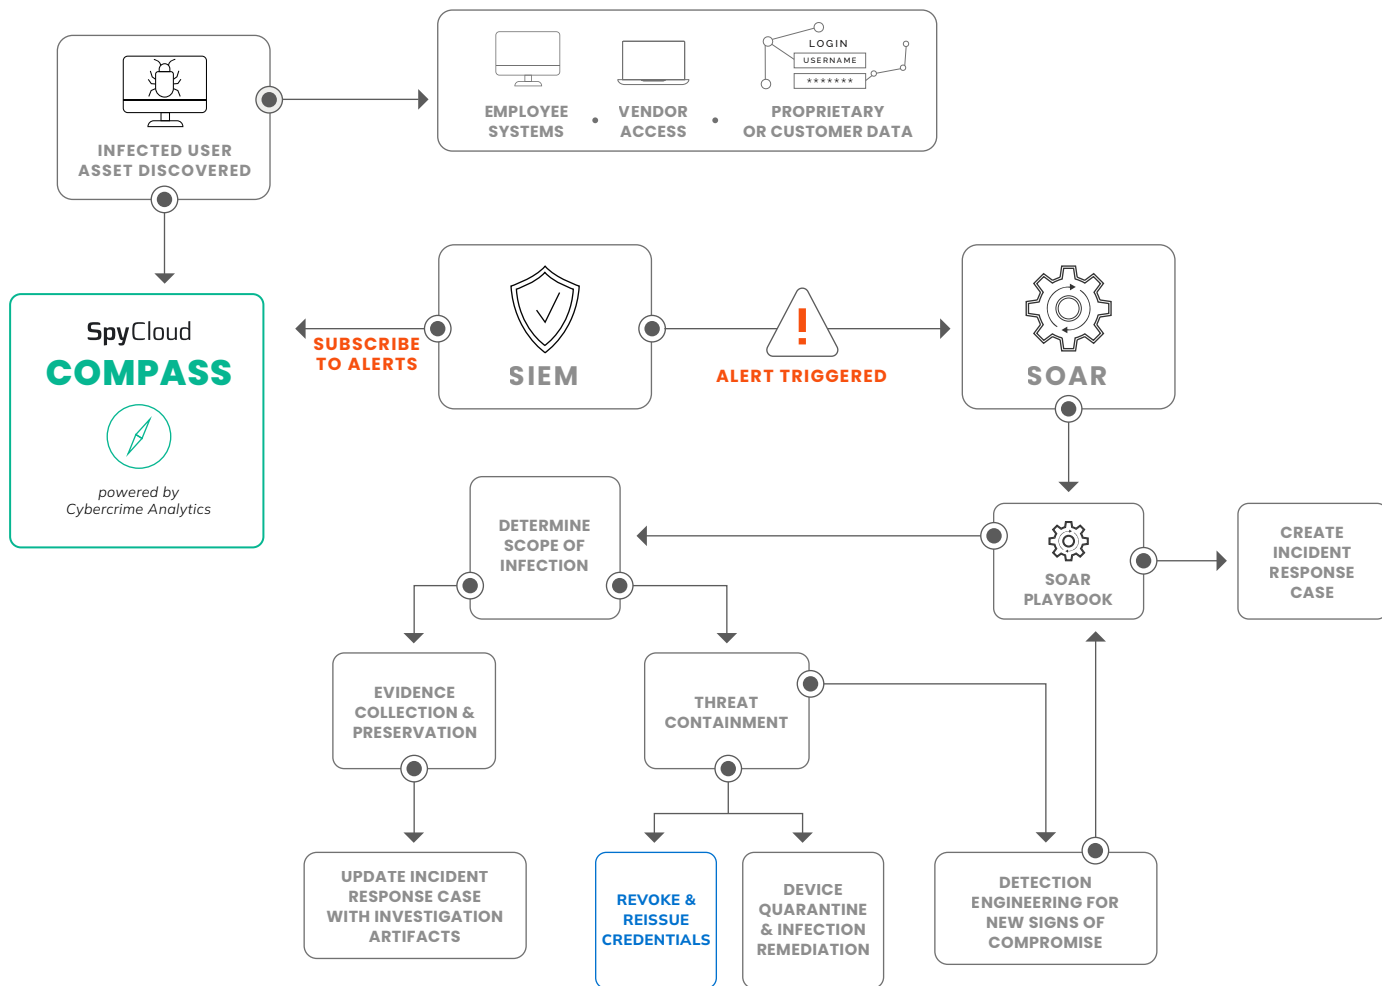 INFECTED USER
ASSET DISCOVERED
LOGIN
USERNAME
*******
EMPLOYEE
SYSTEMS
•
VENDOR
ACCESS
•
PROPRIETARY
OR CUSTOMER DATA
SpyCloud
COMPASS
powered by
Cybercrime Analytics
SUBSCRIBE
TO ALERTS
SIEM
!
ALERT TRIGGERED
SOAR
DETERMINE
SCOPE OF
INFECTION
SOAR
PLAYBOOK
CREATE
INCIDENT
RESPONSE
CASE
EVIDENCE
COLLECTION &
PRESERVATION
THREAT
CONTAINMENT
UPDATE INCIDENT
RESPONSE CASE
WITH INVESTIGATION
ARTIFACTS
REVOKE &
REISSUE
CREDENTIALS
DEVICE
QUARANTINE
& INFECTION
REMEDIATION
DETECTION
ENGINEERING FOR
NEW SIGNS OF
COMPROMISE